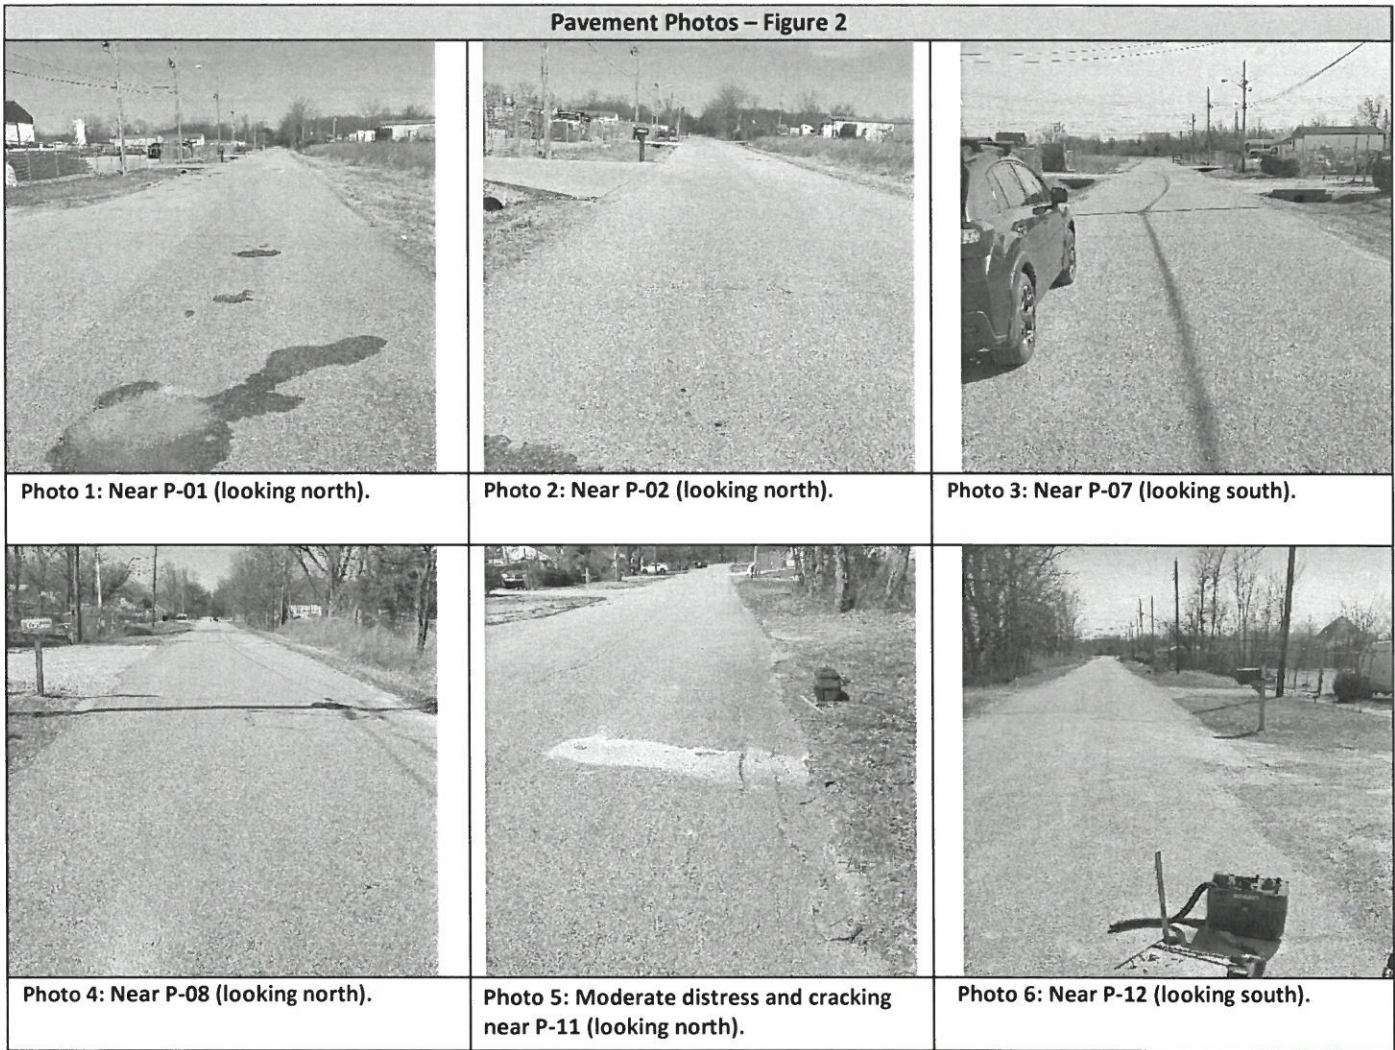 Pavement Photos – Figure 2
Photo 1: Near P-01 (looking north).
Photo 2: Near P-02 (looking north).
Photo 3: Near P-07 (looking south).
Photo 4: Near P-08 (looking north).
Photo 5: Moderate distress and cracking
near P-11 (looking north).
Photo 6: Near P-12 (looking south).